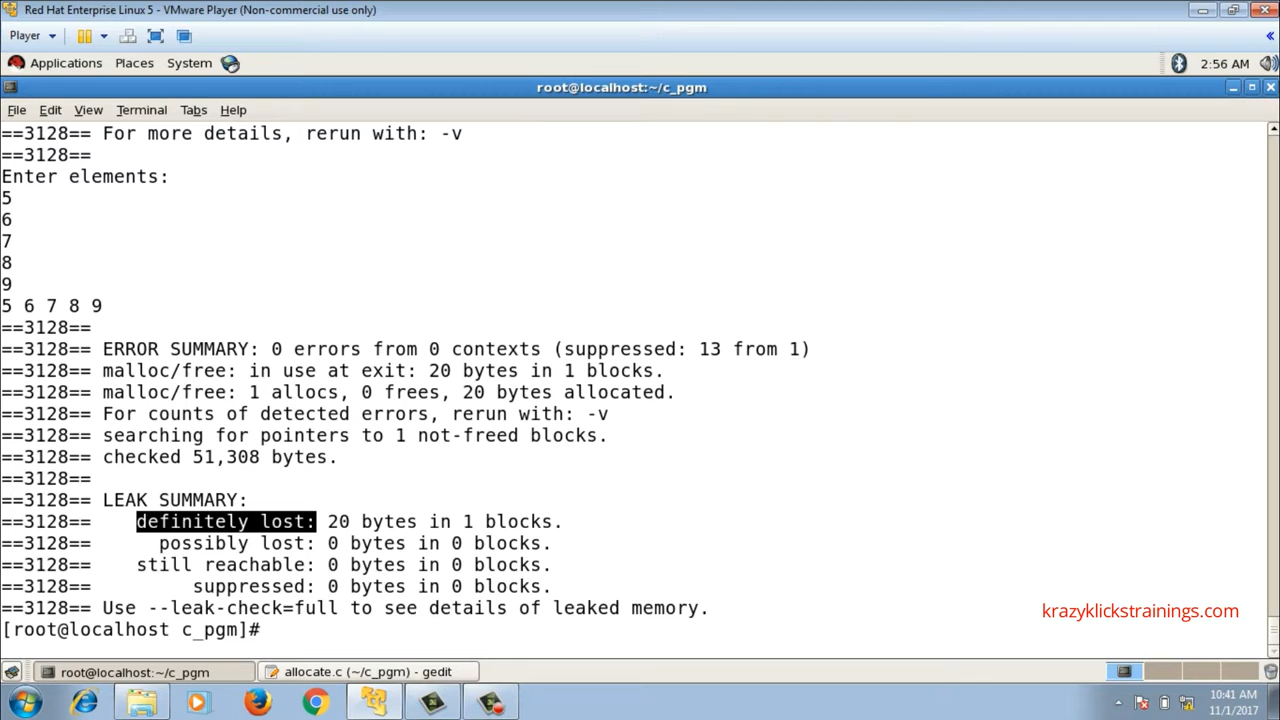 Red Hat Enterprise Linux 5 - VMware Player (Non-commercial use only)
Player
Applications Places System 2:56 AM
root@localhost:~/c_pgm
File Edit View Terminal Tabs Help
==3128== For more details, rerun with: -v
==3128==
Enter elements:
5
6
7
8
9
5 6 7 8 9
==3128==
==3128== ERROR SUMMARY: 0 errors from 0 contexts (suppressed: 13 from 1)
==3128== malloc/free: in use at exit: 20 bytes in 1 blocks.
==3128== malloc/free: 1 allocs, 0 frees, 20 bytes allocated.
==3128== For counts of detected errors, rerun with: -v
==3128== searching for pointers to 1 not-freed blocks.
==3128== checked 51,308 bytes.
==3128==
==3128== LEAK SUMMARY:
==3128== definitely lost: 20 bytes in 1 blocks.
==3128== possibly lost: 0 bytes in 0 blocks.
==3128== still reachable: 0 bytes in 0 blocks.
==3128== suppressed: 0 bytes in 0 blocks.
==3128== Use --leak-check=full to see details of leaked memory.
krazyklickstrainings.com
[root@localhost c_pgm]#
root@localhost:~/c_pgm allocate.c (~/c_pgm) - gedit
10:41 AM
11/1/2017